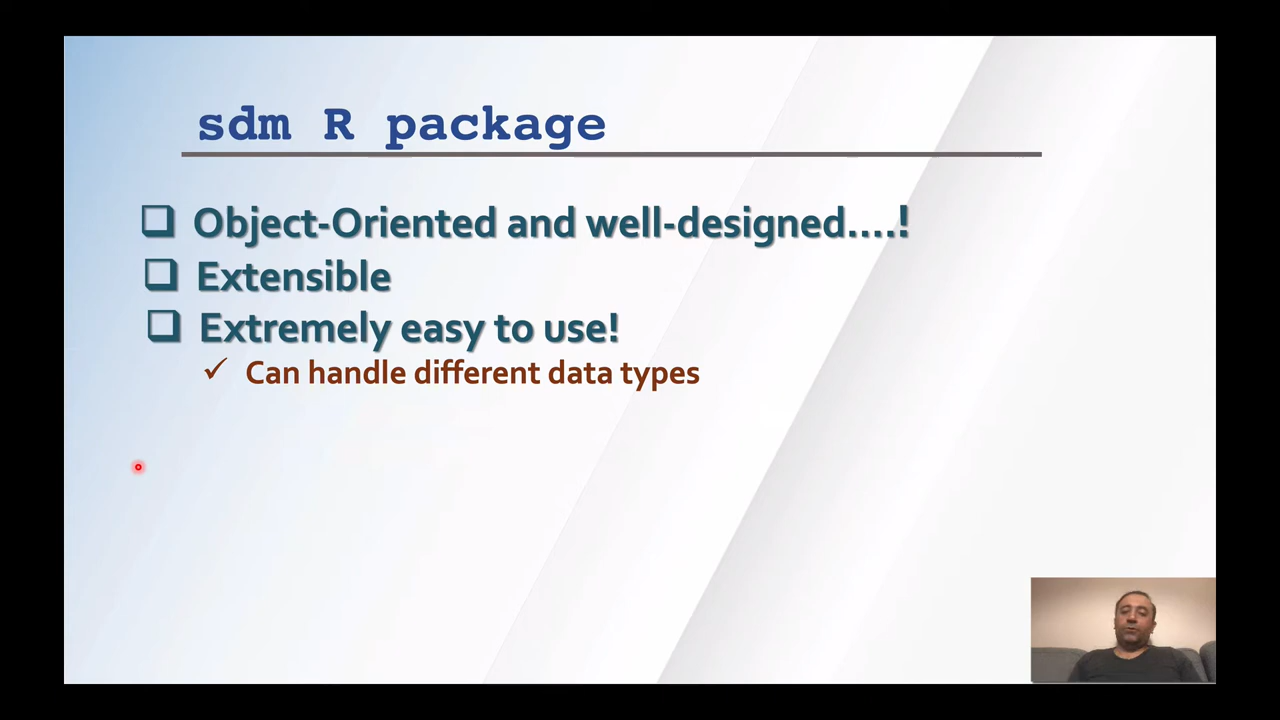 sdm R package
❑ Object-Oriented and well-designed....!
❑ Extensible
❑ Extremely easy to use!
✓ Can handle different data types